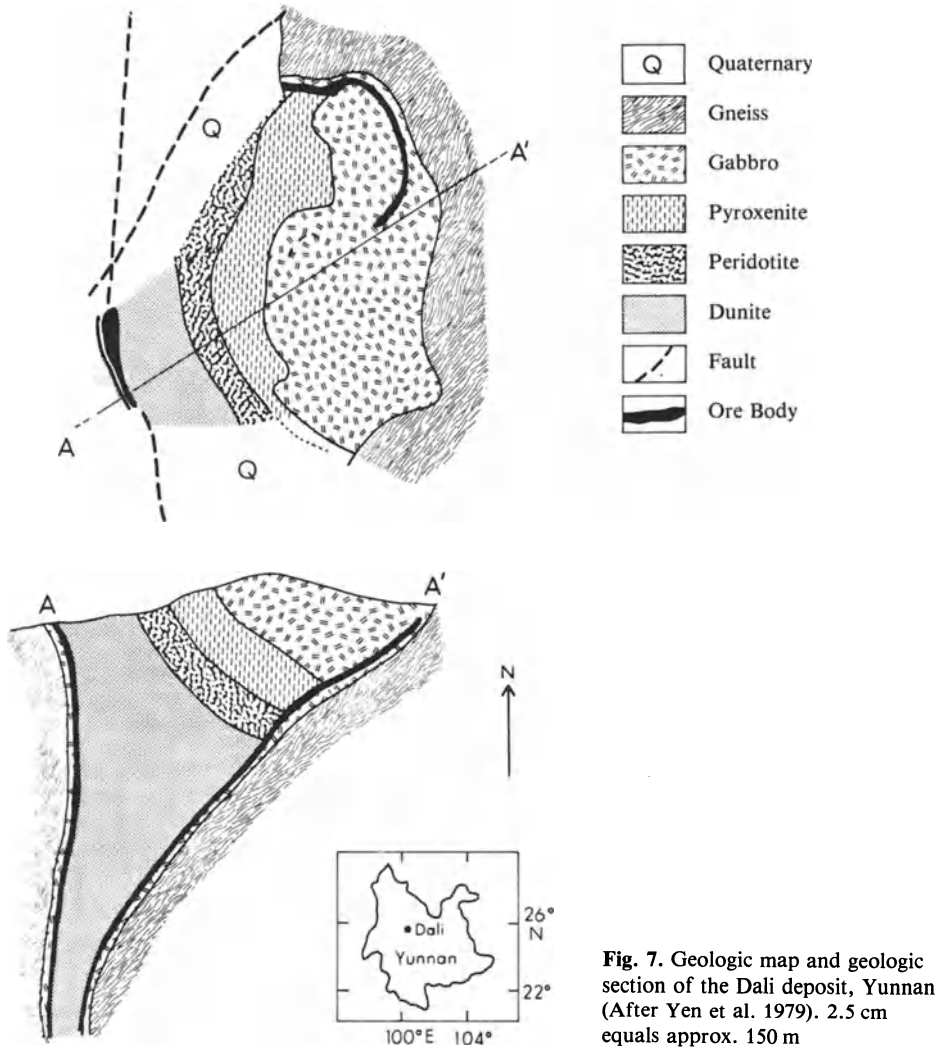 Q
Q
A
A'
Q Quaternary
Gneiss
Gabbro
Pyroxenite
Peridotite
Dunite
Fault
Ore Body
A
A'
N
Dali
Yunnan
26°
N
22°
100°E 104°
Fig. 7. Geologic map and geologic
section of the Dali deposit, Yunnan
(After Yen et al. 1979). 2.5 cm
equals approx. 150 m